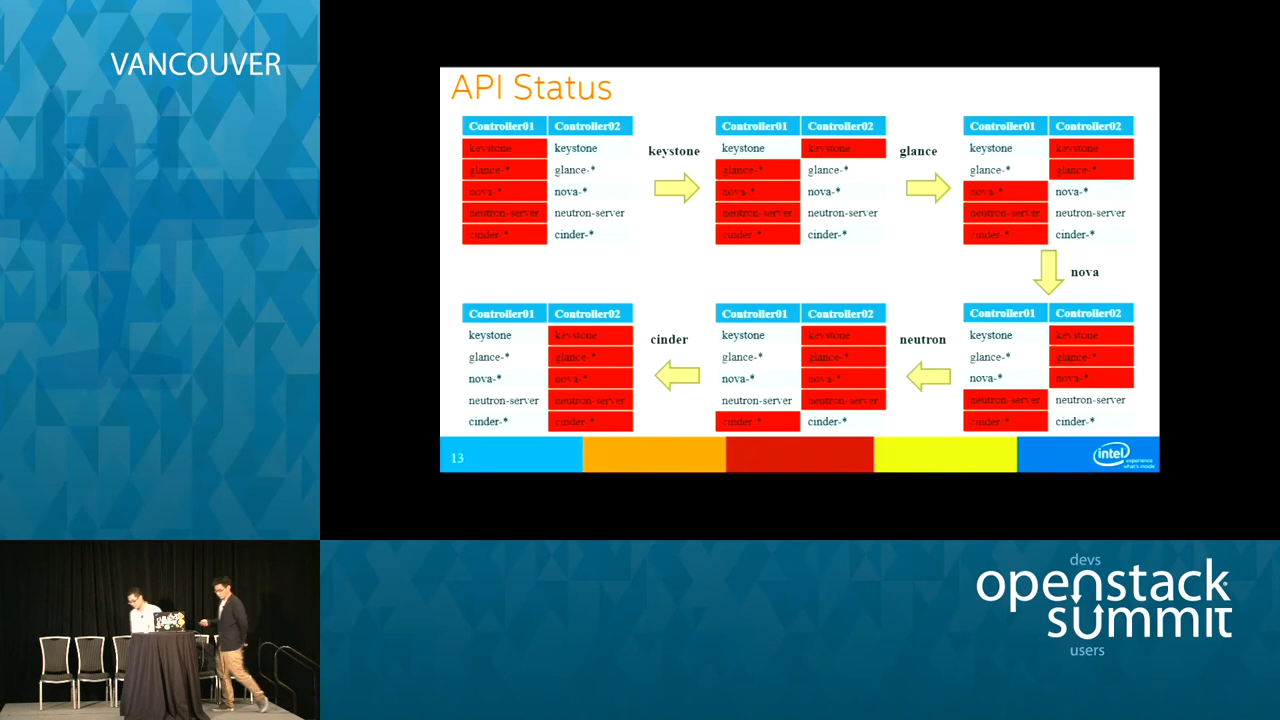 VANCOUVER
API Status
Controller01 Controller02
keystone keystone
glance-* glance-*
nova-* nova-*
neutron-server neutron-server
cinder-* cinder-*
keystone
Controller01 Controller02
keystone keystone
glance-* glance-*
nova-* nova-*
neutron-server neutron-server
cinder-* cinder-*
glance
Controller01 Controller02
keystone keystone
glance-* glance-*
nova-* nova-*
neutron-server neutron-server
cinder-* cinder-*
nova
Controller01 Controller02
keystone keystone
glance-* glance-*
nova-* nova-*
neutron-server neutron-server
cinder-* cinder-*
cinder
Controller01 Controller02
keystone keystone
glance-* glance-*
nova-* nova-*
neutron-server neutron-server
cinder-* cinder-*
neutron
Controller01 Controller02
keystone keystone
glance-* glance-*
nova-* nova-*
neutron-server neutron-server
cinder-* cinder-*
13
intel
experience
what's inside
devs
openstack
summit
users